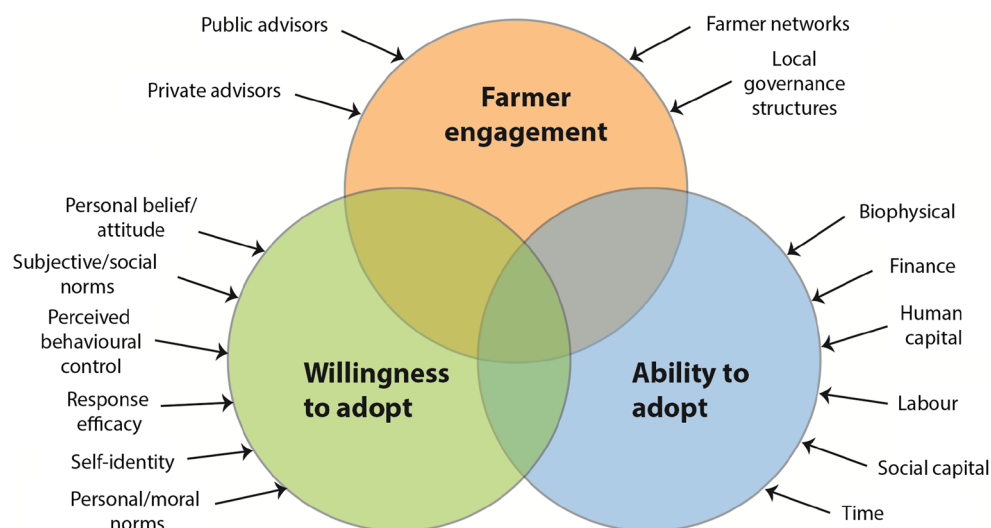 Public advisors
Private advisors
Farmer networks
Local
governance
structures
Farmer
engagement
Personal belief/
attitude
Subjective/social
norms
Perceived
behavioural
control
Response
efficacy
Self-identity
Personal/moral
norms
Willingness
to adopt
Ability to
adopt
Biophysical
Finance
Human
capital
Labour
Social capital
Time